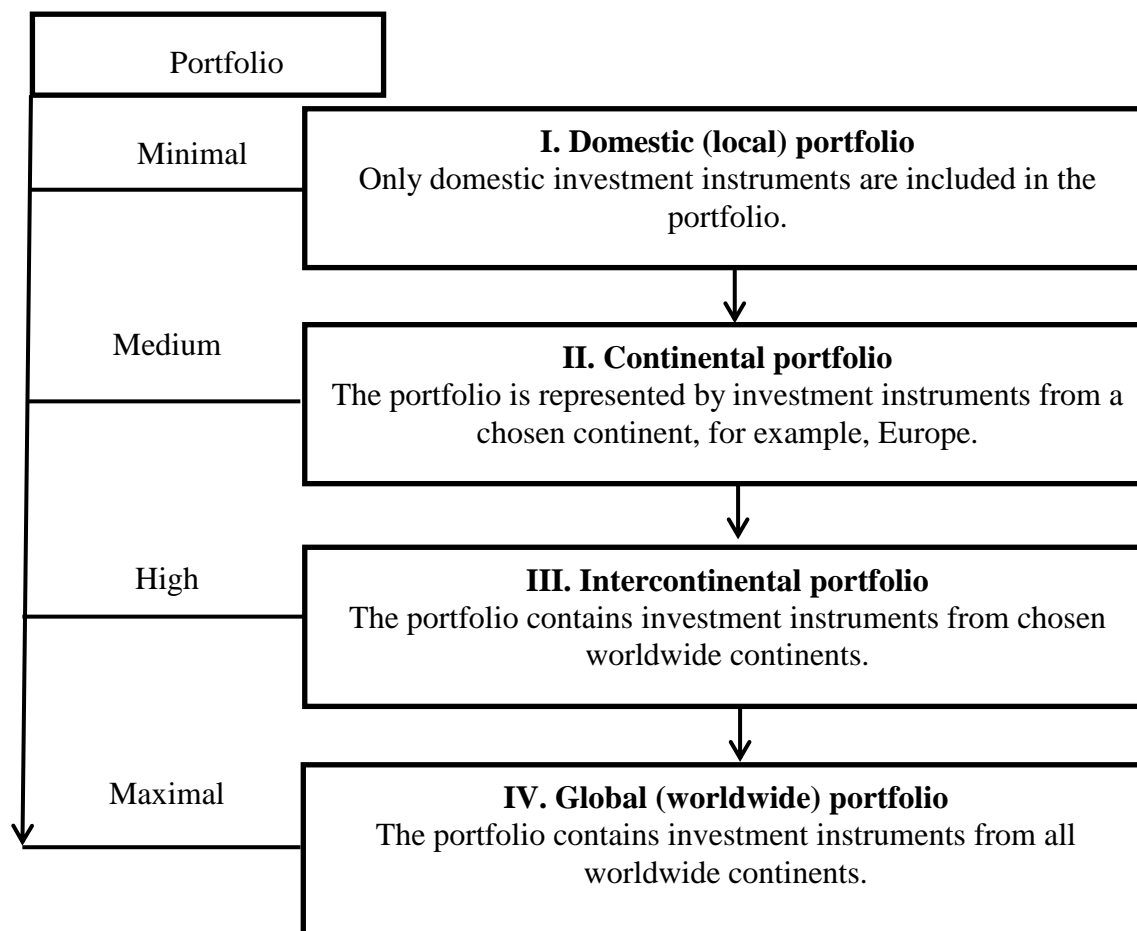 Portfolio
Minimal
I. Domestic (local) portfolio
Only domestic investment instruments are included in the
portfolio.
Medium
II. Continental portfolio
The portfolio is represented by investment instruments from a
chosen continent, for example, Europe.
High
III. Intercontinental portfolio
The portfolio contains investment instruments from chosen
worldwide continents.
Maximal
IV. Global (worldwide) portfolio
The portfolio contains investment instruments from all
worldwide continents.